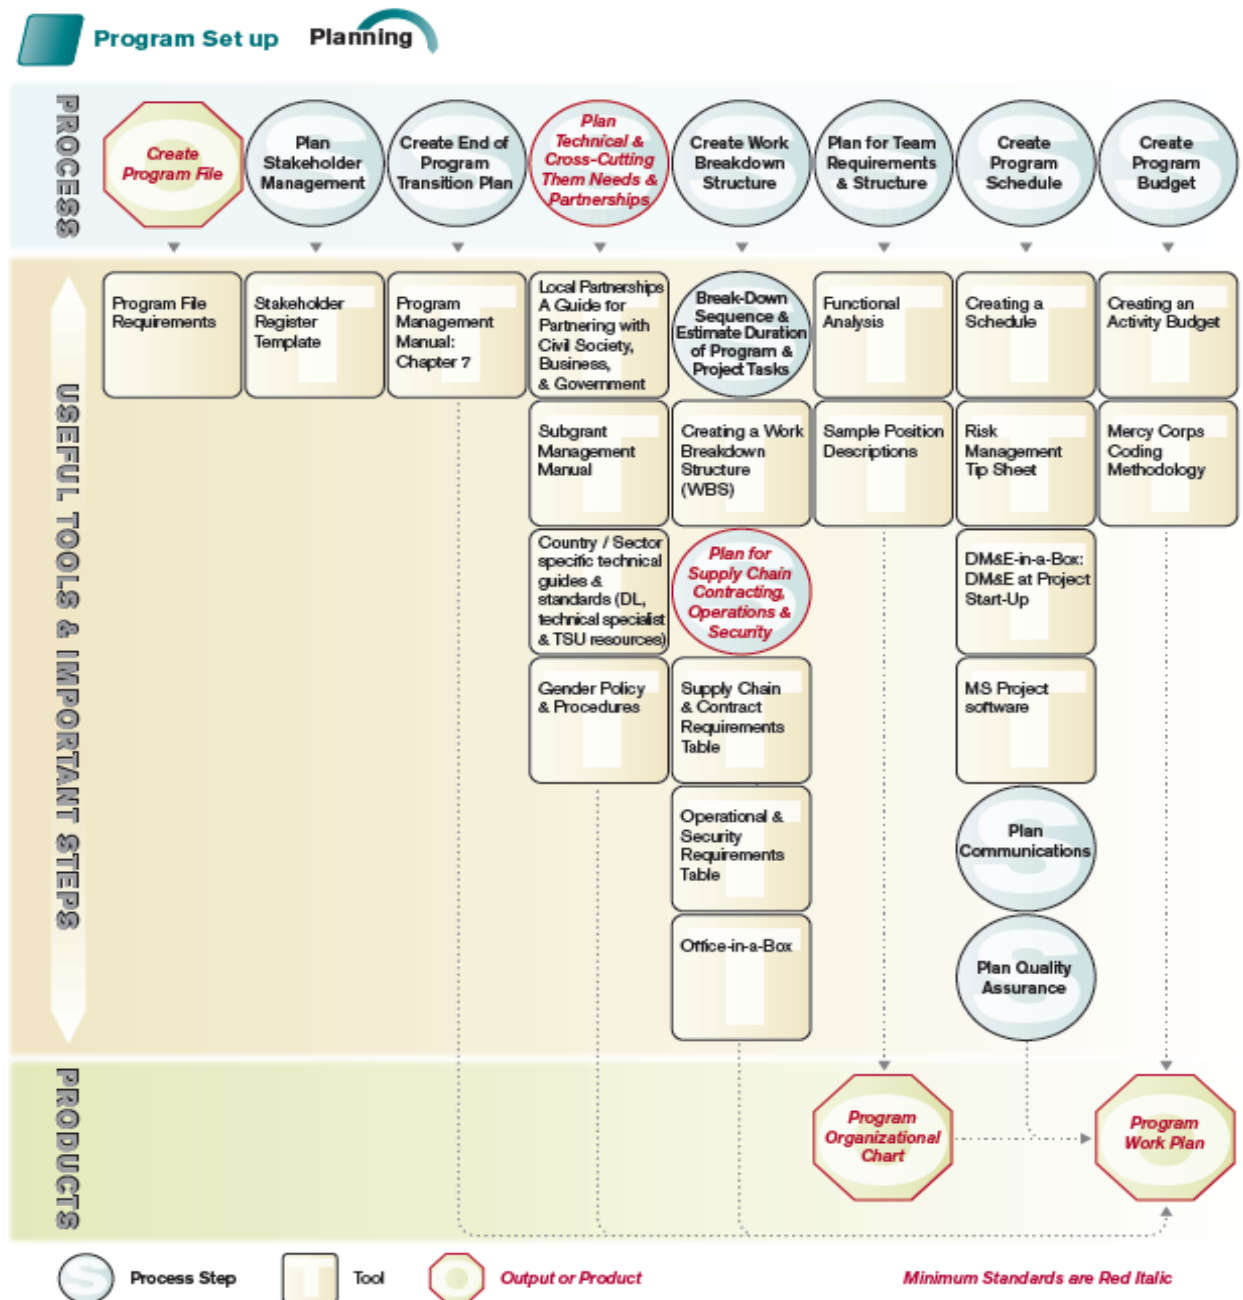 Program Set up
Planning
PROCESS
Create
Program File
Plan
Stakeholder
Management
Create End of
Program
Transition Plan
Plan
Technical &
Cross-Cutting
Them Needs &
Partnerships
Create Work
Breakdown
Structure
Plan for Team
Requirements
& Structure
Create
Program
Schedule
Create
Program
Budget
USEFUL TOOLS & IMPORTANT STEPS
Program File
Requirements
Stakeholder
Register
Template
Program
Management
Manual:
Chapter 7
Local Partnerships
A Guide for
Partnering with
Civil Society,
Business,
& Government
Subgrant
Management
Manual
Country / Sector
specific technical
guides &
standards (DL,
technical specialist
& TSU resources)
Gender Policy
& Procedures
Break-Down
Sequence &
Estimate Duration
of Program &
Project Tasks
Creating a Work
Breakdown
Structure
(WBS)
Plan for
Supply Chain
Contracting,
Operations &
Security
Supply Chain
& Contract
Requirements
Table
Operational &
Security
Requirements
Table
Office-in-a-Box
Functional
Analysis
Sample Position
Descriptions
Creating a
Schedule
Risk
Management
Tip Sheet
DM&E-in-a-Box:
DM&E at Project
Start-Up
MS Project
software
Plan
Communications
Plan Quality
Assurance
Creating an
Activity Budget
Mercy Corps
Coding
Methodology
PRODUCTS
Program
Organizational
Chart
Program
Work Plan
S
Process Step
T
Tool
O
Output or Product
Minimum Standards are Red Italic